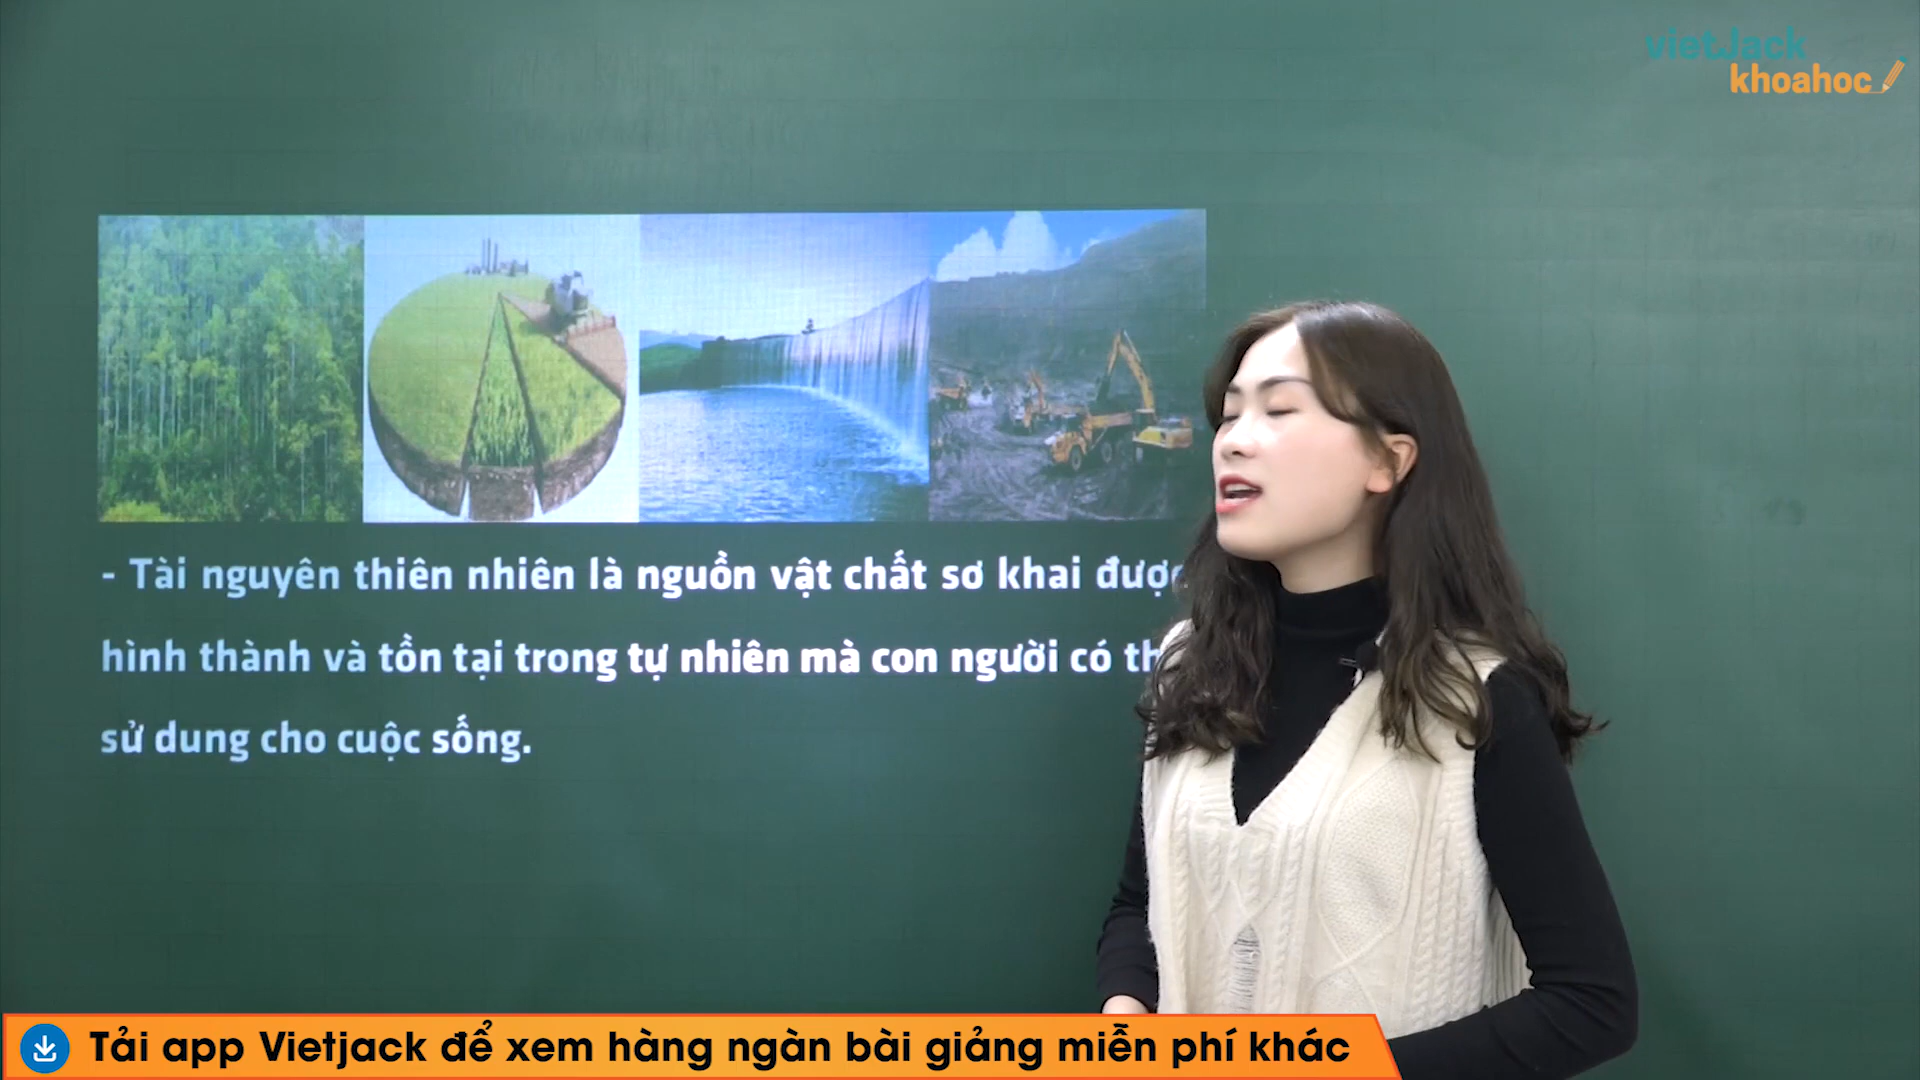 vietJack
khoahoc
- Tài nguyên thiên nhiên là nguồn vật chất sơ khai được
hình thành và tồn tại trong tự nhiên mà con người có
sử dung cho cuộc sống.
Tải app Vietjack để xem hàng ngàn bài giảng miễn phí khác